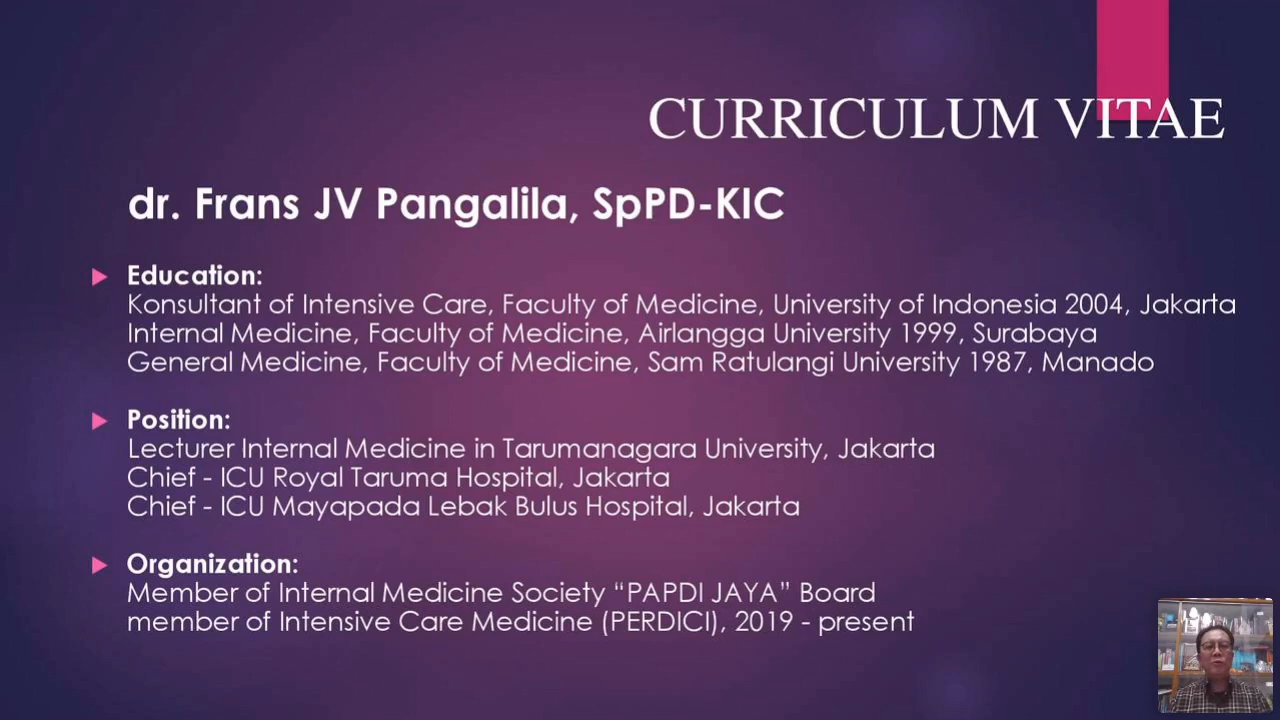 CURRICULUM VITAE
dr. Frans JV Pangalila, SpPD-KIC
Education:
Konsultant of Intensive Care, Faculty of Medicine, University of Indonesia 2004, Jakarta
Internal Medicine, Faculty of Medicine, Airlangga University 1999, Surabaya
General Medicine, Faculty of Medicine, Sam Ratulangi University 1987, Manado
Position:
Lecturer Internal Medicine in Tarumanagara University, Jakarta
Chief - ICU Royal Taruma Hospital, Jakarta
Chief - ICU Mayapada Lebak Bulus Hospital, Jakarta
Organization:
Member of Internal Medicine Society “PAPDI JAYA” Board
member of Intensive Care Medicine (PERDICI), 2019 - present